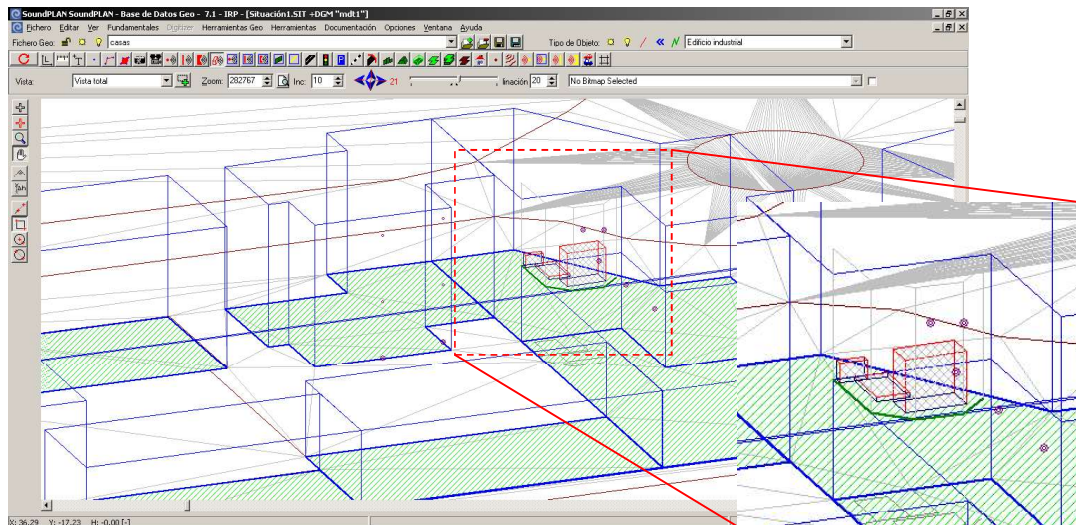 SoundPLAN SoundPLAN - Base de Datos Geo - 7.1 - IRP - [Situación1.SIT +DGM "mdt1"]
Fichero Editar Ver Fundamentales Digitizer Herramientas Geo Herramientas Documentación Opciones Ventana Ayuda
Fichero Geo: casas Tipo de Objeto: Edificio industrial
Vista: Vista total Zoom: 282767 Inc: 10 21 linación 20 No Bitmap Selected
X: 36.29 Y: -17.23 H: -0.00 [-]